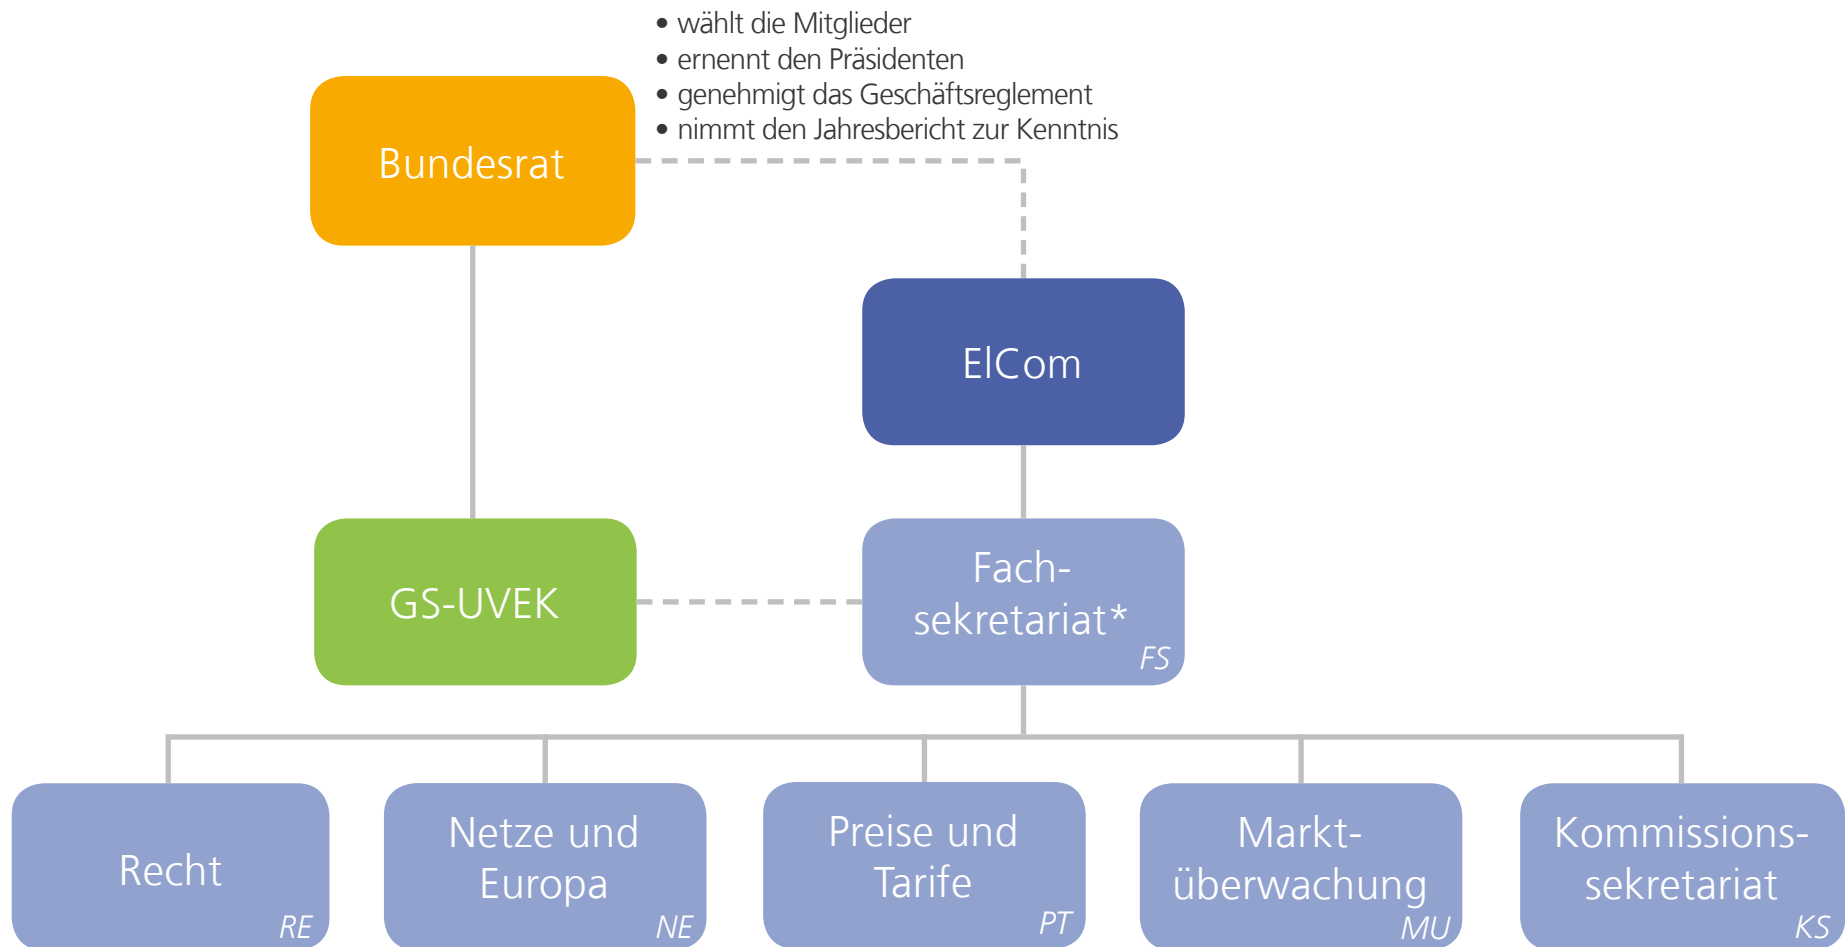 • wählt die Mitglieder
• ernennt den Präsidenten
• genehmigt das Geschäftsreglement
• nimmt den Jahresbericht zur Kenntnis
Bundesrat
ElCom
GS-UVEK
Fach-
sekretariat*
FS
Recht
RE
Netze und
Europa
NE
Preise und
Tarife
PT
Markt-
überwachung
MU
Kommissions-
sekretariat
KS